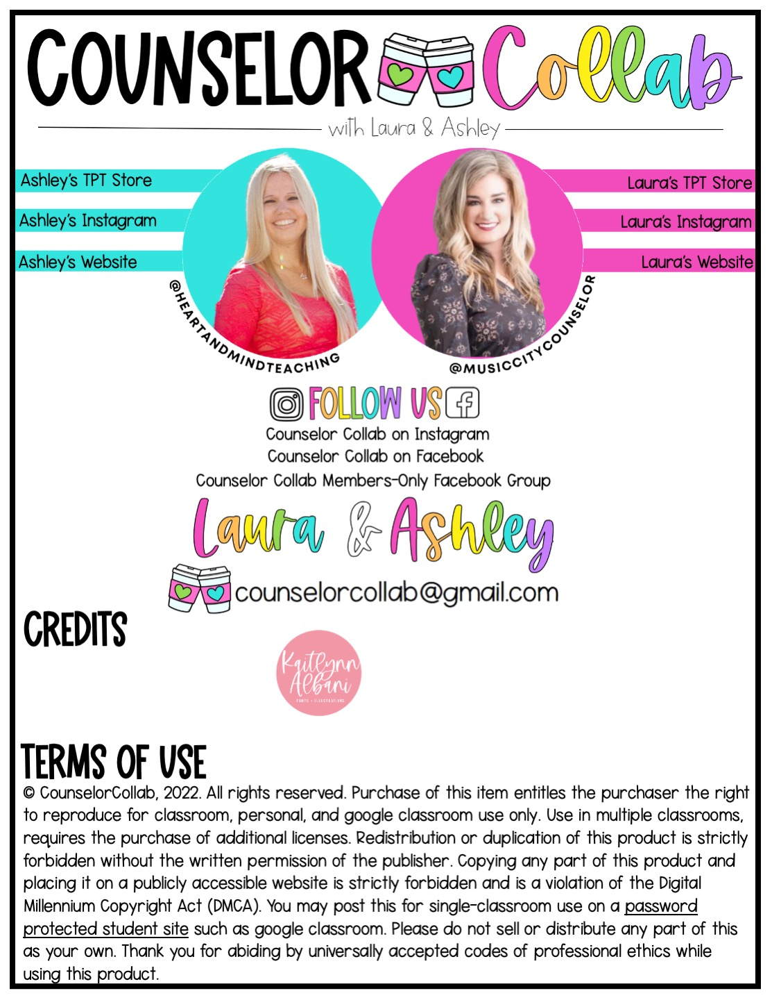 COUNSELOR Collab
with Laura & Ashley
Ashley's TPT Store
Ashley's Instagram
Ashley's Website
Laura's TPT Store
Laura's Instagram
Laura's Website
@HEARTANDMINDTEACHING
@MUSICCITYCOUNSELOR
FOLLOW US
Counselor Collab on Instagram
Counselor Collab on Facebook
Counselor Collab Members-Only Facebook Group
Laura & Ashley
counselorcollab@gmail.com
CREDITS
Kaitlynn
Albani
FONTS + ILLUSTRATIONS
TERMS OF USE
© CounselorCollab, 2022. All rights reserved. Purchase of this item entitles the purchaser the right
to reproduce for classroom, personal, and google classroom use only. Use in multiple classrooms,
requires the purchase of additional licenses. Redistribution or duplication of this product is strictly
forbidden without the written permission of the publisher. Copying any part of this product and
placing it on a publicly accessible website is strictly forbidden and is a violation of the Digital
Millennium Copyright Act (DMCA). You may post this for single-classroom use on a password
protected student site such as google classroom. Please do not sell or distribute any part of this
as your own. Thank you for abiding by universally accepted codes of professional ethics while
using this product.